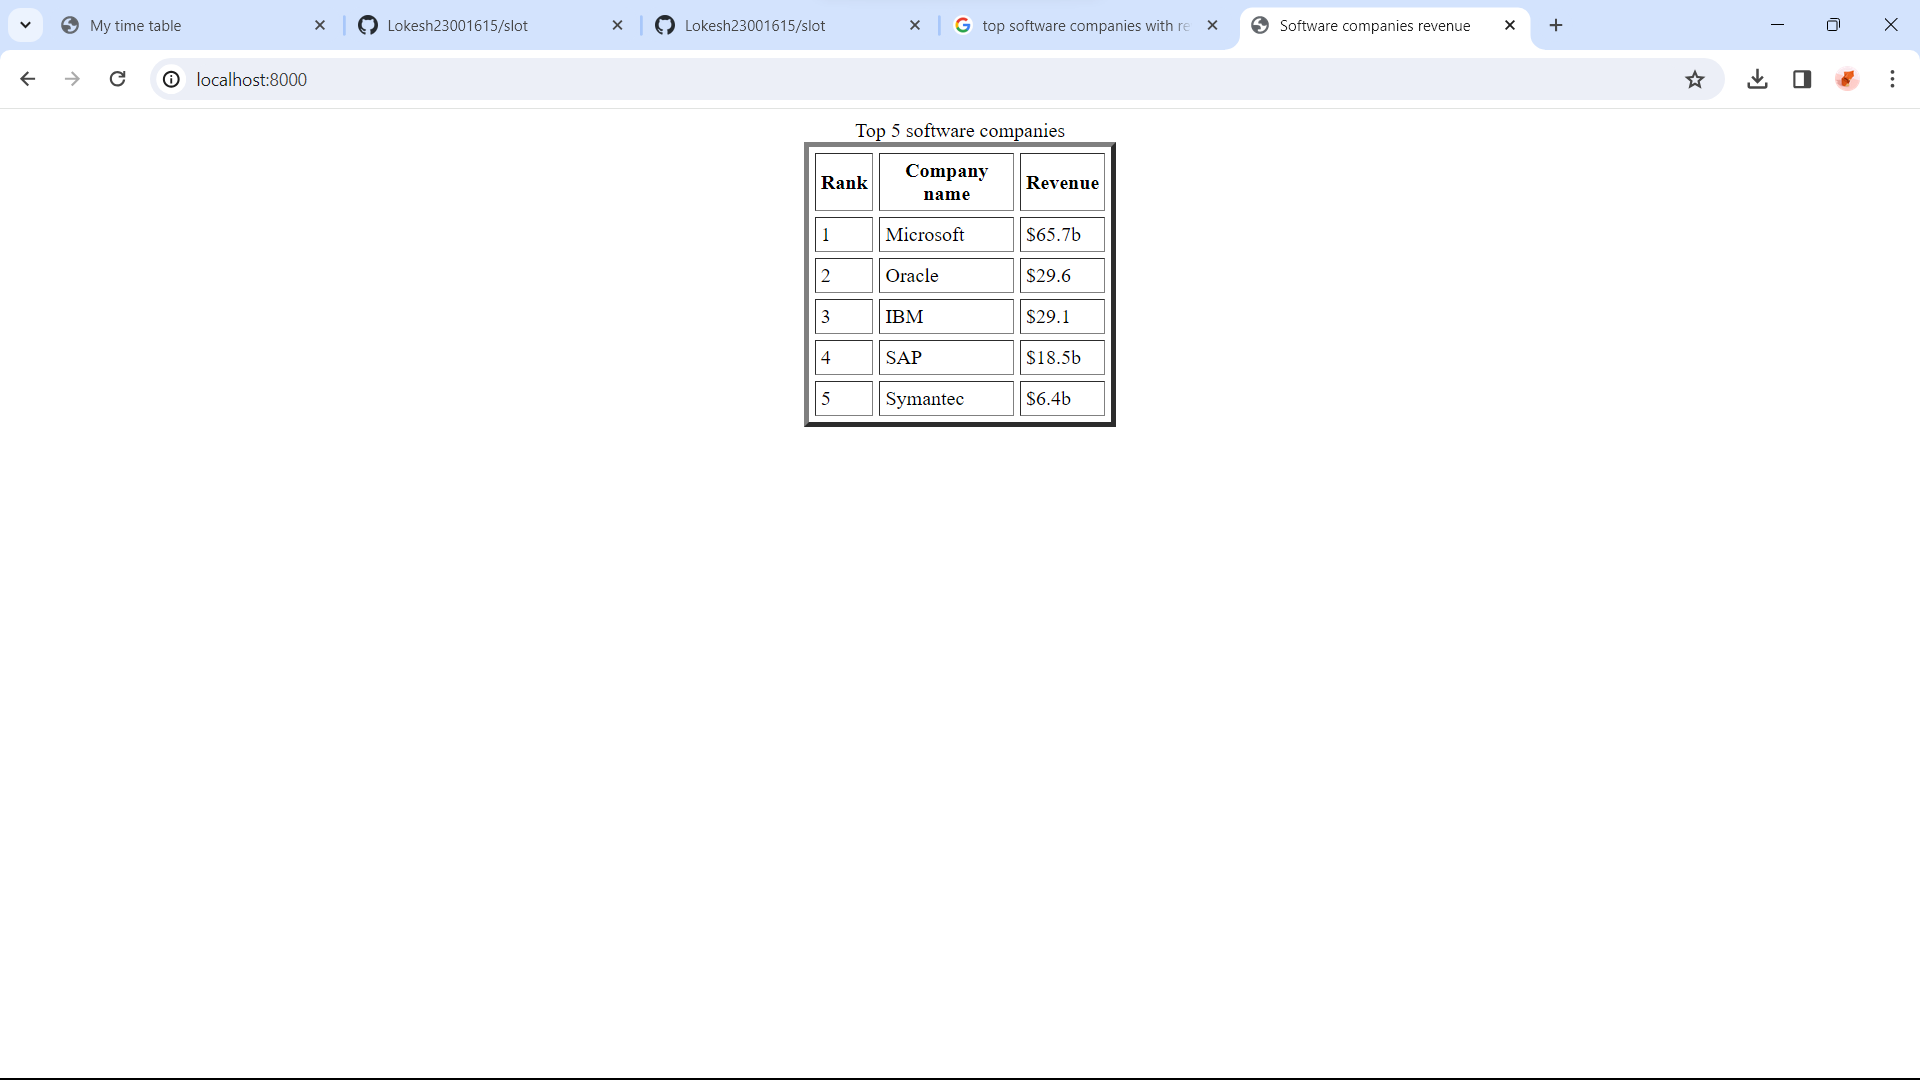 My time table
Lokesh23001615/slot
Lokesh23001615/slot
top software companies with re
Software companies revenue
localhost:8000
Top 5 software companies
Rank Company name Revenue
1 Microsoft $65.7b
2 Oracle $29.6
3 IBM $29.1
4 SAP $18.5b
5 Symantec $6.4b